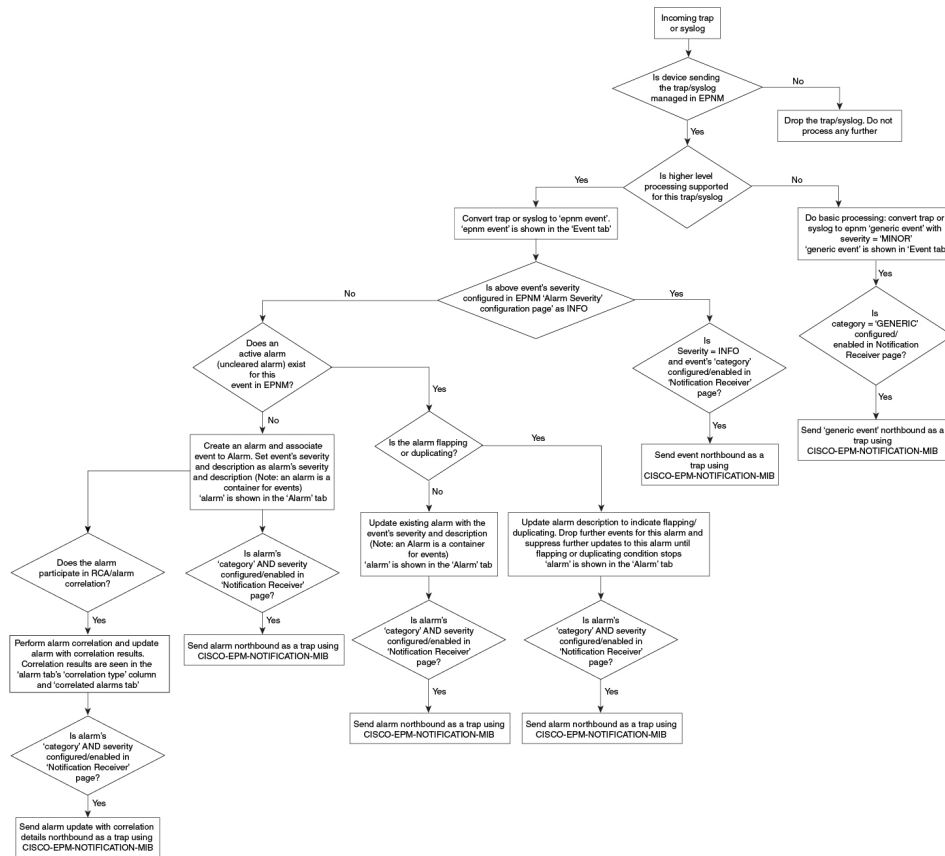 Incoming trap
or syslog
Is device sending
the trap/syslog
managed in EPNM
No
Drop the trap/syslog. Do not
process any further
Yes
Is higher level
processing supported
for this trap/syslog
Yes
No
Convert trap or syslog to 'epnm event'.
'epnm event' is shown in the 'Event tab'
Do basic processing: convert trap or
syslog to epnm 'generic event' with
severity = 'MINOR'
'generic event' is shown in 'Event tab'
Is above event's severity
configured in EPNM 'Alarm Severity'
configuration page' as INFO
No
Yes
Yes
Is
category = 'GENERIC'
configured/
enabled in Notification
Receiver page?
Does an
active alarm
(uncleared alarm) exist
for this
event in EPNM?
Is
Severity = INFO
and event's 'category'
configured/enabled in
'Notification Receiver'
page?
Yes
No
Yes
Yes
Send 'generic event' northbound as a
trap using
CISCO-EPM-NOTIFICATION-MIB
Create an alarm and associate
event to Alarm. Set event's severity
and description as alarm's severity
and description (Note: an alarm is a
container for events)
'alarm' is shown in the 'Alarm' tab
Is the alarm flapping
or duplicating?
Yes
Send event northbound as a
trap using
CISCO-EPM-NOTIFICATION-MIB
No
Update existing alarm with the
event's severity and description
(Note: an Alarm is a container
for events)
'alarm' is shown in the 'Alarm' tab
Update alarm description to indicate flapping/
duplicating. Drop further events for this alarm and
suppress further updates to this alarm until
flapping or duplicating condition stops
'alarm' is shown in the 'Alarm' tab
Does the alarm
participate in RCA/alarm
correlation?
Is alarm's
'category' AND severity
configured/enabled in
'Notification Receiver'
page?
Yes
Yes
Perform alarm correlation and update
alarm with correlation results.
Correlation results are seen in the
'alarm tab's 'correlation type' column
and 'correlated alarms tab'
Send alarm northbound as a trap using
CISCO-EPM-NOTIFICATION-MIB
Is alarm's
'category' AND severity
configured/enabled in
'Notification Receiver'
page?
Is alarm's
'category' AND severity
configured/enabled in
'Notification Receiver'
page?
Yes
Yes
Send alarm northbound as a trap using
CISCO-EPM-NOTIFICATION-MIB
Send alarm northbound as a trap using
CISCO-EPM-NOTIFICATION-MIB
Is alarm's
'category' AND severity
configured/enabled in
'Notification Receiver'
page?
Yes
Send alarm update with correlation
details northbound as a trap using
CISCO-EPM-NOTIFICATION-MIB